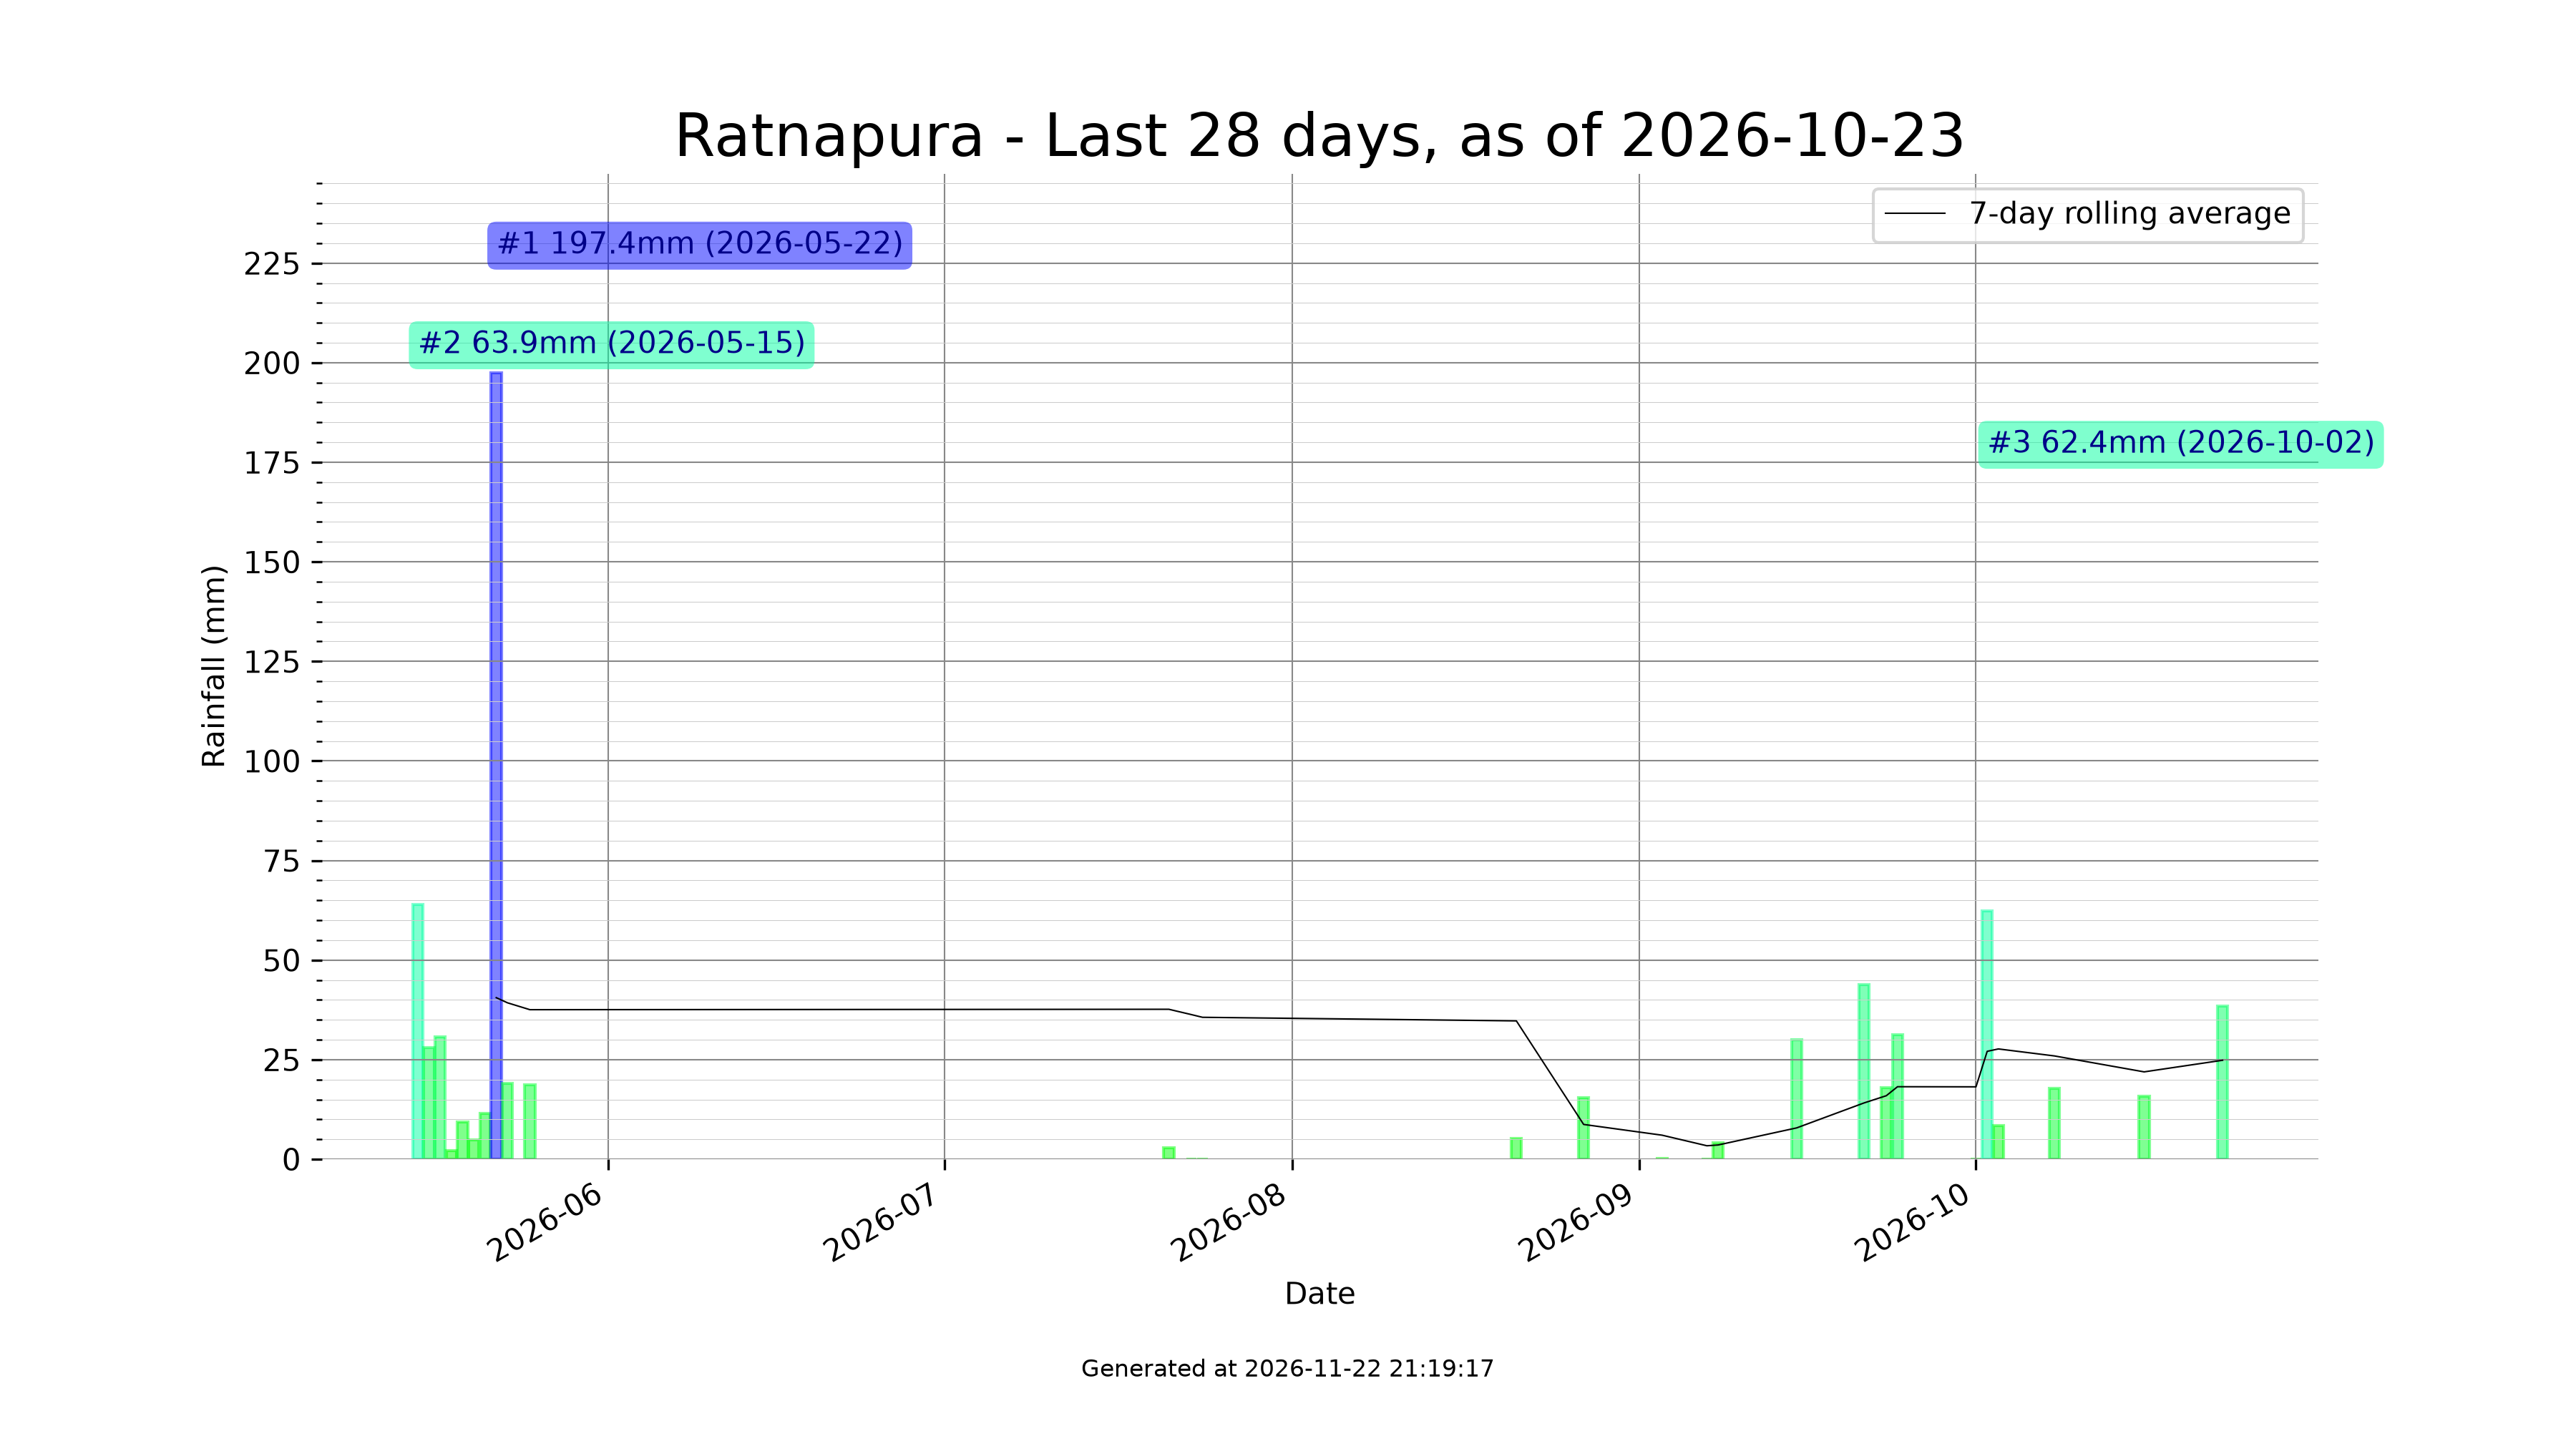 Ratnapura - Last 28 days, as of 2026-10-23
7-day rolling average
#1 197.4mm (2026-05-22)
#2 63.9mm (2026-05-15)
#3 62.4mm (2026-10-02)
Rainfall (mm)
225
200
175
150
125
100
75
50
25
0
2026-06
2026-07
2026-08
2026-09
2026-10
Date
Generated at 2026-11-22 21:19:17